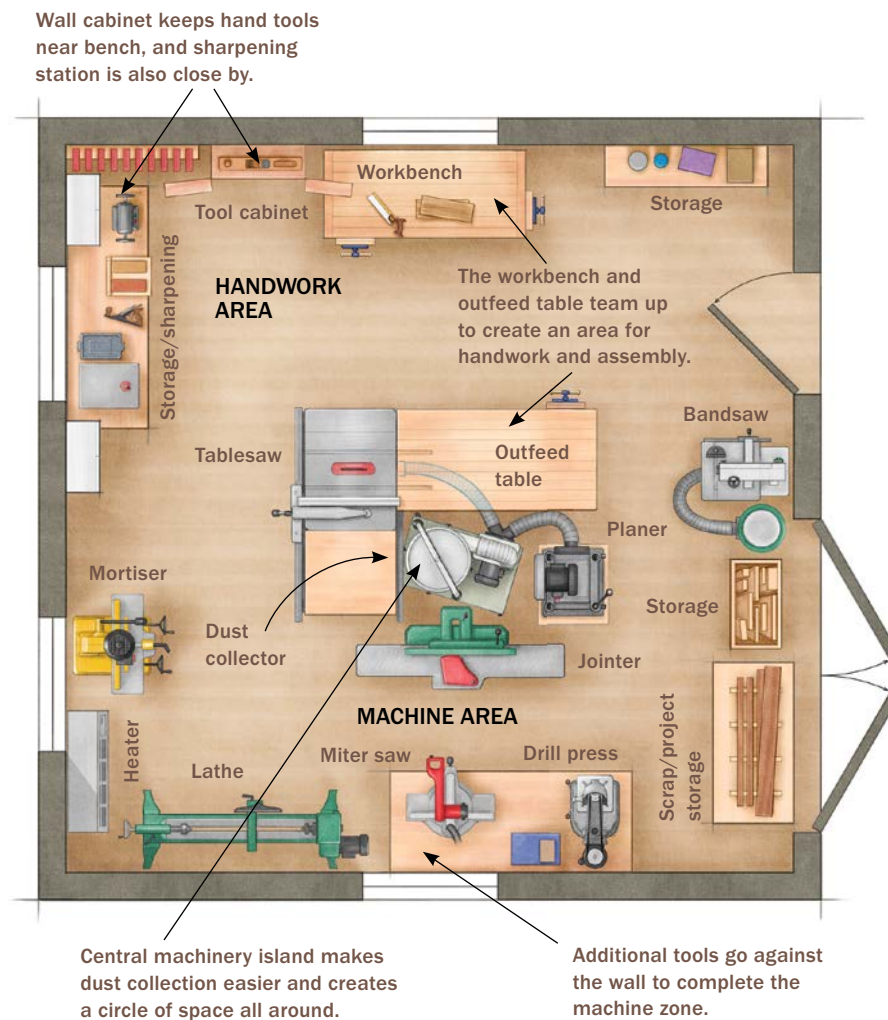 Wall cabinet keeps hand tools
near bench, and sharpening
station is also close by.
Workbench
Tool cabinet
Storage
HANDWORK
AREA
The workbench and
outfeed table team up
to create an area for
handwork and assembly.
Storage/sharpening
Bandsaw
Tablesaw
Outfeed
table
Planer
Mortiser
Storage
Dust
collector
Jointer
MACHINE AREA
Heater
Lathe
Miter saw
Drill press
Scrap/project
storage
Central machinery island makes
dust collection easier and creates
a circle of space all around.
Additional tools go against
the wall to complete the
machine zone.